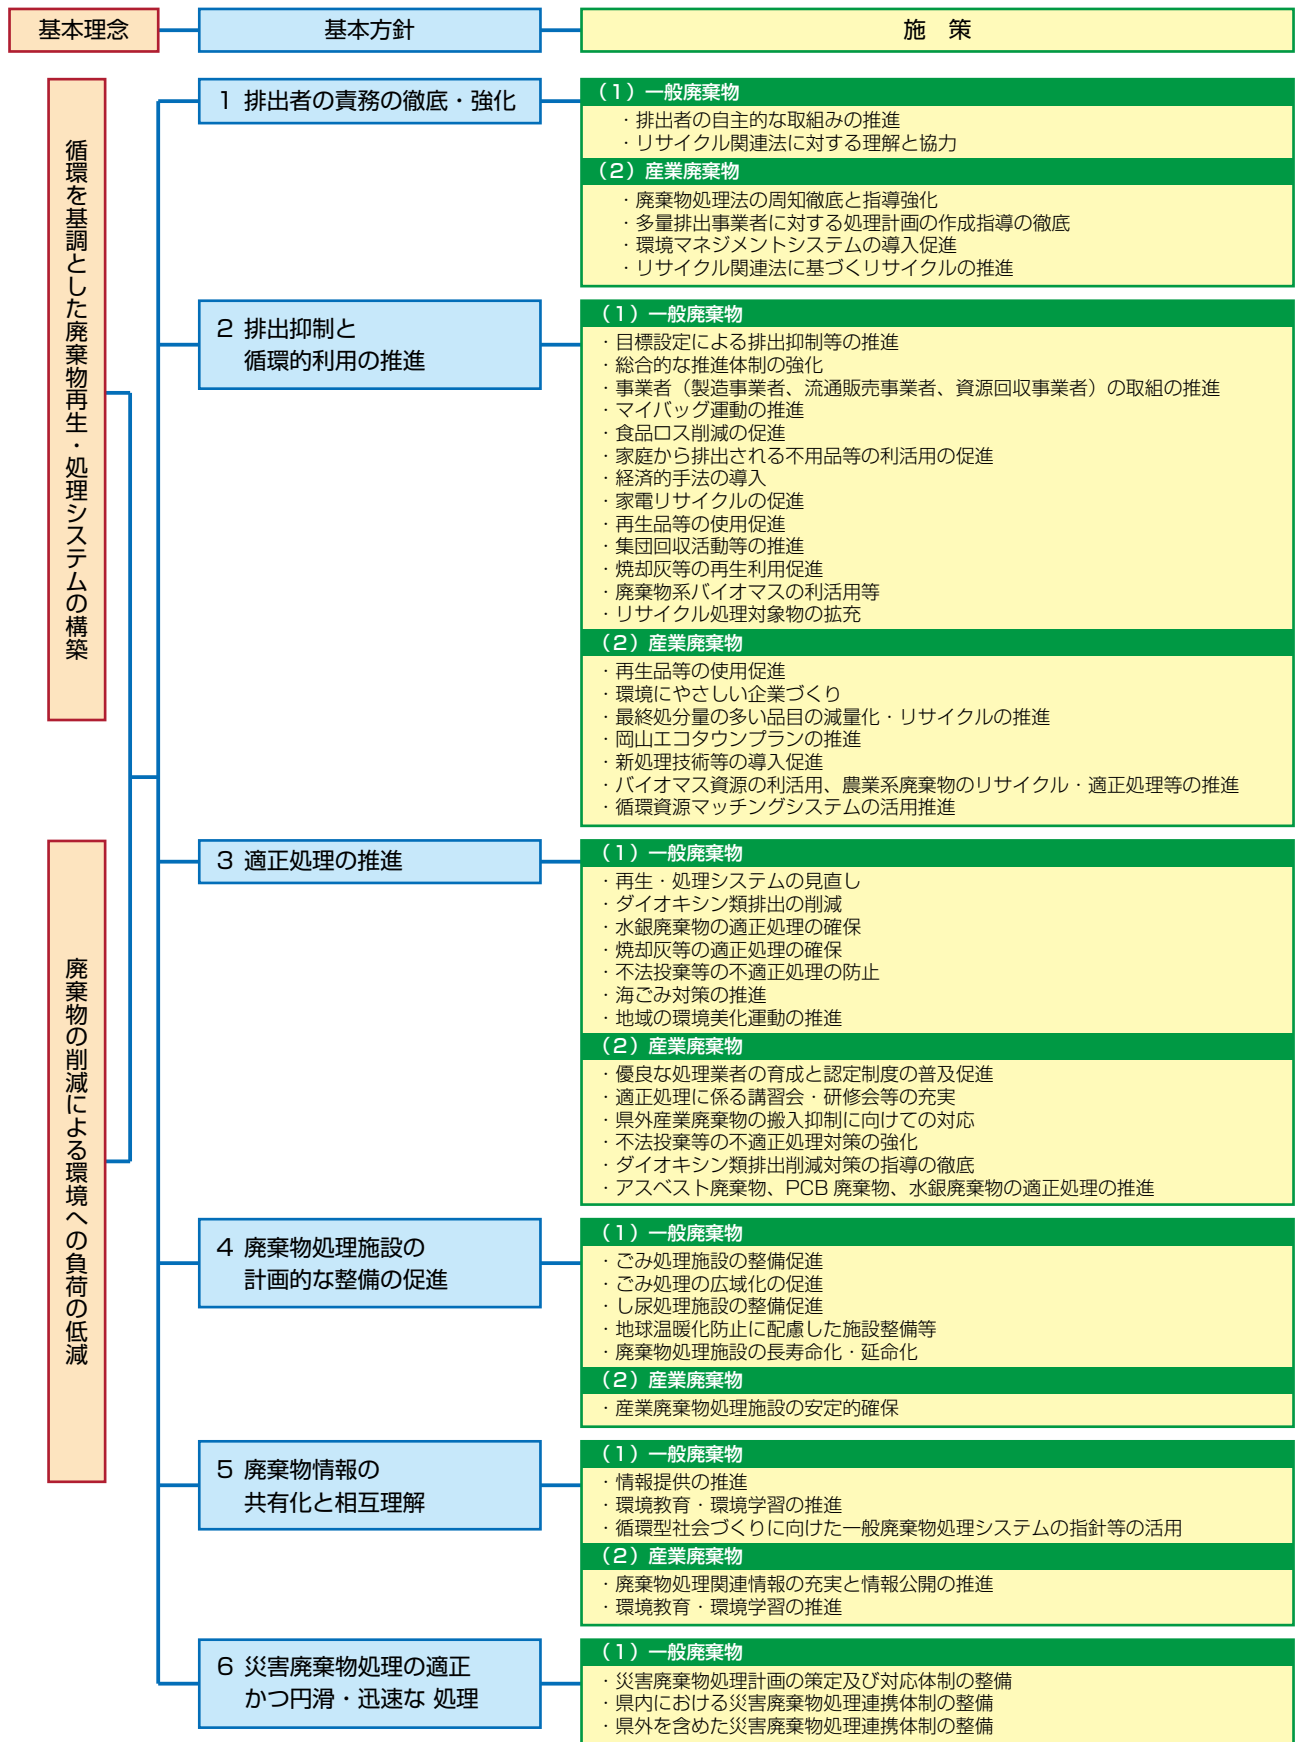 基本理念
基本方針
施　策
循環を基調とした廃棄物再生・処理システムの構築
廃棄物の削減による環境への負荷の低減
1 排出者の責務の徹底・強化
（1）一般廃棄物
・排出者の自主的な取組みの推進
・リサイクル関連法に対する理解と協力
（2）産業廃棄物
・廃棄物処理法の周知徹底と指導強化
・多量排出事業者に対する処理計画の作成指導の徹底
・環境マネジメントシステムの導入促進
・リサイクル関連法に基づくリサイクルの推進
2 排出抑制と
循環的利用の推進
（1）一般廃棄物
・目標設定による排出抑制等の推進
・総合的な推進体制の強化
・事業者（製造事業者、流通販売事業者、資源回収事業者）の取組の推進
・マイバッグ運動の推進
・食品ロス削減の促進
・家庭から排出される不用品等の利活用の促進
・経済的手法の導入
・家電リサイクルの促進
・再生品等の使用促進
・集団回収活動等の推進
・焼却灰等の再生利用促進
・廃棄物系バイオマスの利活用等
・リサイクル処理対象物の拡充
（2）産業廃棄物
・再生品等の使用促進
・環境にやさしい企業づくり
・最終処分量の多い品目の減量化・リサイクルの推進
・岡山エコタウンプランの推進
・新処理技術等の導入促進
・バイオマス資源の利活用、農業系廃棄物のリサイクル・適正処理等の推進
・循環資源マッチングシステムの活用推進
3 適正処理の推進
（1）一般廃棄物
・再生・処理システムの見直し
・ダイオキシン類排出の削減
・水銀廃棄物の適正処理の確保
・焼却灰等の適正処理の確保
・不法投棄等の不適正処理の防止
・海ごみ対策の推進
・地域の環境美化運動の推進
（2）産業廃棄物
・優良な処理業者の育成と認定制度の普及促進
・適正処理に係る講習会・研修会等の充実
・県外産業廃棄物の搬入抑制に向けての対応
・不法投棄等の不適正処理対策の強化
・ダイオキシン類排出削減対策の指導の徹底
・アスベスト廃棄物、PCB 廃棄物、水銀廃棄物の適正処理の推進
4 廃棄物処理施設の
計画的な整備の促進
（1）一般廃棄物
・ごみ処理施設の整備促進
・ごみ処理の広域化の促進
・し尿処理施設の整備促進
・地球温暖化防止に配慮した施設整備等
・廃棄物処理施設の長寿命化・延命化
（2）産業廃棄物
・産業廃棄物処理施設の安定的確保
5 廃棄物情報の
共有化と相互理解
（1）一般廃棄物
・情報提供の推進
・環境教育・環境学習の推進
・循環型社会づくりに向けた一般廃棄物処理システムの指針等の活用
（2）産業廃棄物
・廃棄物処理関連情報の充実と情報公開の推進
・環境教育・環境学習の推進
6 災害廃棄物処理の適正
かつ円滑・迅速な 処理
（1）一般廃棄物
・災害廃棄物処理計画の策定及び対応体制の整備
・県内における災害廃棄物処理連携体制の整備
・県外を含めた災害廃棄物処理連携体制の整備